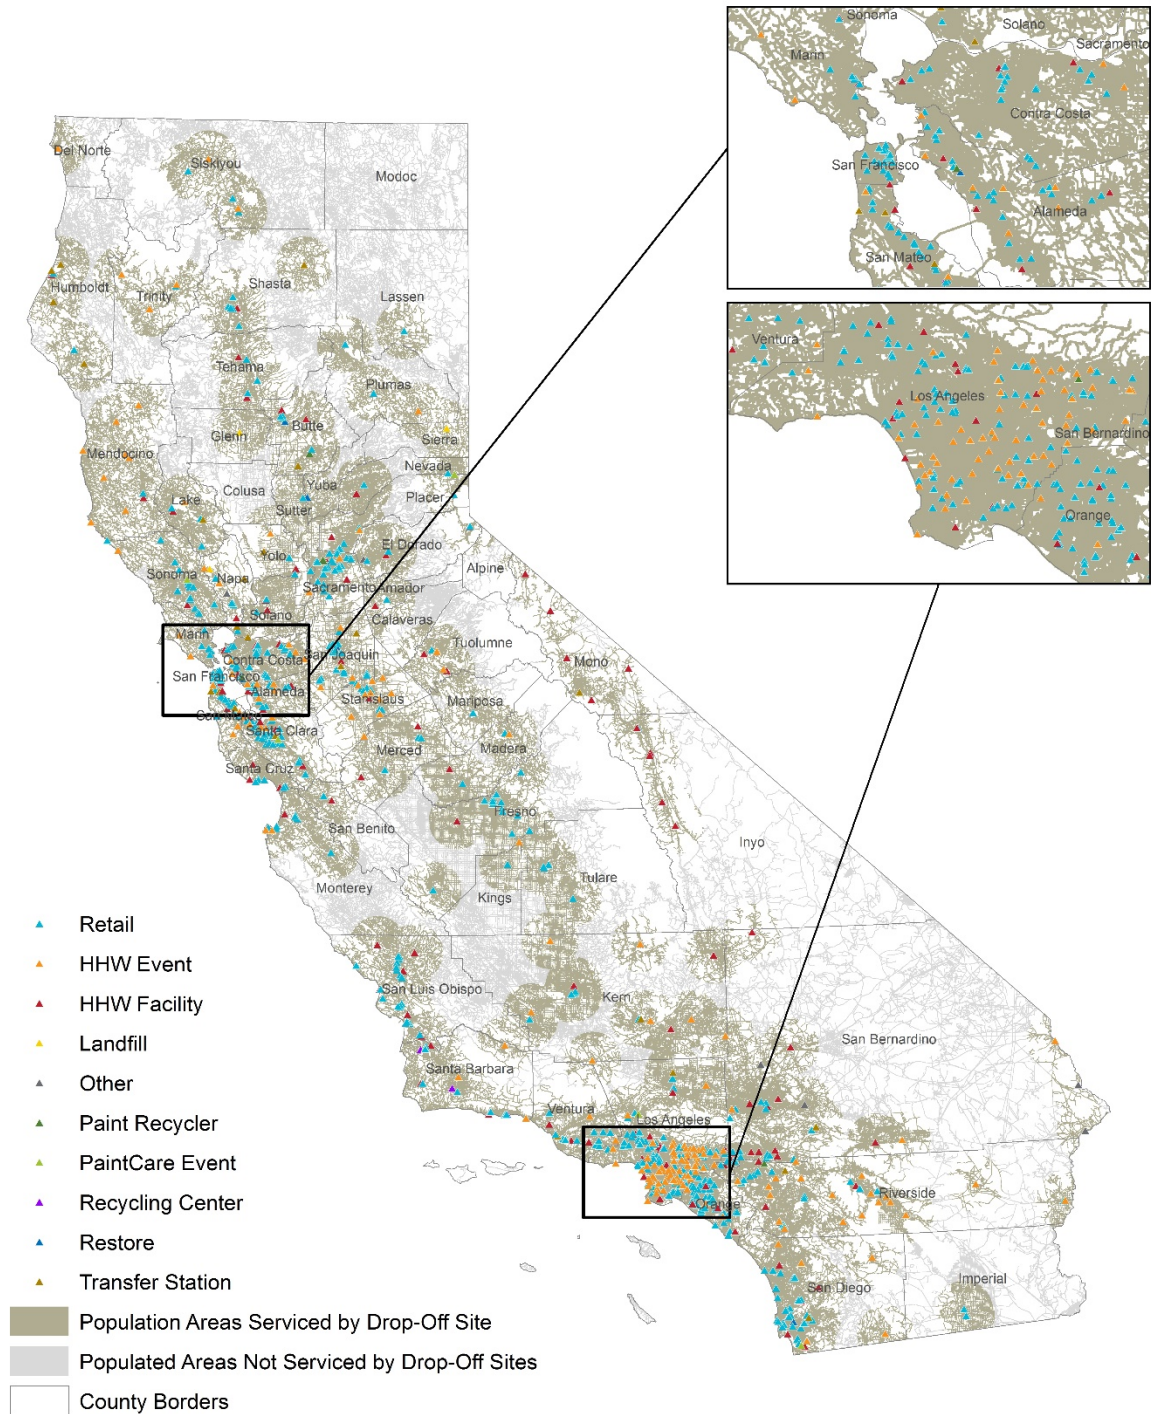 Sonoma
Solano
Sacramento
Marin
Contra Costa
San Francisco
Alameda
San Mateo
Ventura
Los Angeles
San Bernardino
Orange
Del Norte
Siskiyou
Modoc
Humboldt
Trinity
Shasta
Lassen
Tehama
Plumas
Glenn
Butte
Sierra
Mendocino
Nevada
Lake
Colusa
Yuba
Placer
Sutter
Yolo
El Dorado
Sonoma
Napa
Sacramento
Amador
Alpine
Solano
Calaveras
Marin
Tuolumne
Contra Costa
San Joaquin
Mono
San Francisco
Alameda
Stanislaus
Mariposa
San Mateo
Santa Clara
Merced
Madera
Santa Cruz
Fresno
San Benito
Inyo
Monterey
Kings
Tulare
San Luis Obispo
Kern
San Bernardino
Santa Barbara
Ventura
Los Angeles
Orange
Riverside
San Diego
Imperial
Retail
HHW Event
HHW Facility
Landfill
Other
Paint Recycler
PaintCare Event
Recycling Center
Restore
Transfer Station
Population Areas Serviced by Drop-Off Site
Populated Areas Not Serviced by Drop-Off Sites
County Borders